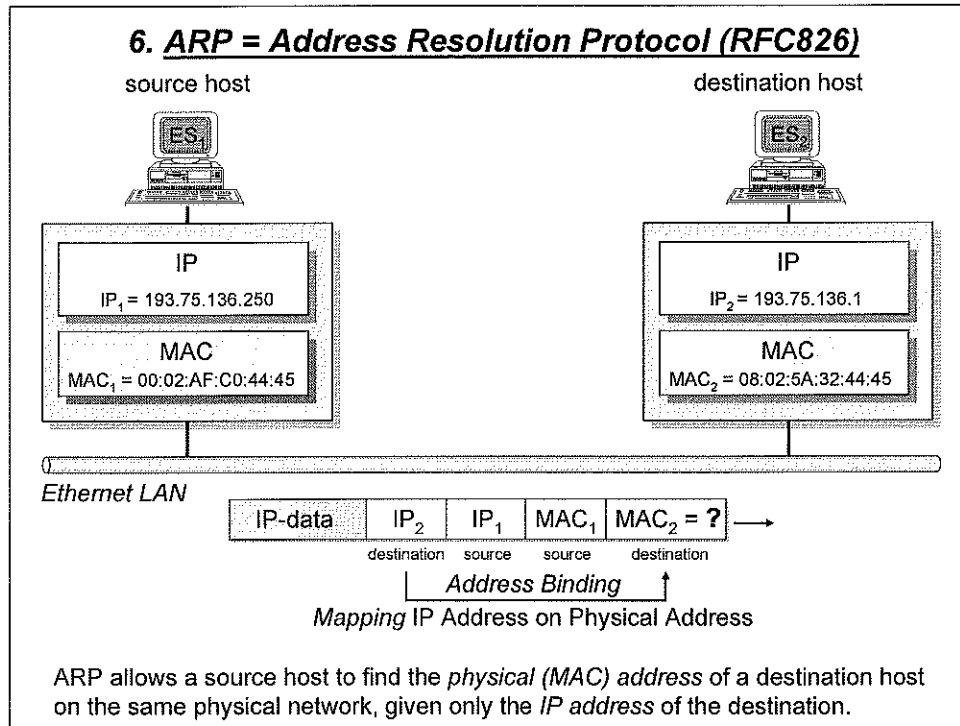 6. ARP = Address Resolution Protocol (RFC826)
source host
destination host
ES1
ES2
IP
IP1 = 193.75.136.250
MAC
MAC1 = 00:02:AF:C0:44:45
IP
IP2 = 193.75.136.1
MAC
MAC2 = 08:02:5A:32:44:45
Ethernet LAN
IP-data IP2 IP1 MAC1 MAC2 = ?
destination source source destination
Address Binding
Mapping IP Address on Physical Address
ARP allows a source host to find the physical (MAC) address of a destination host
on the same physical network, given only the IP address of the destination.